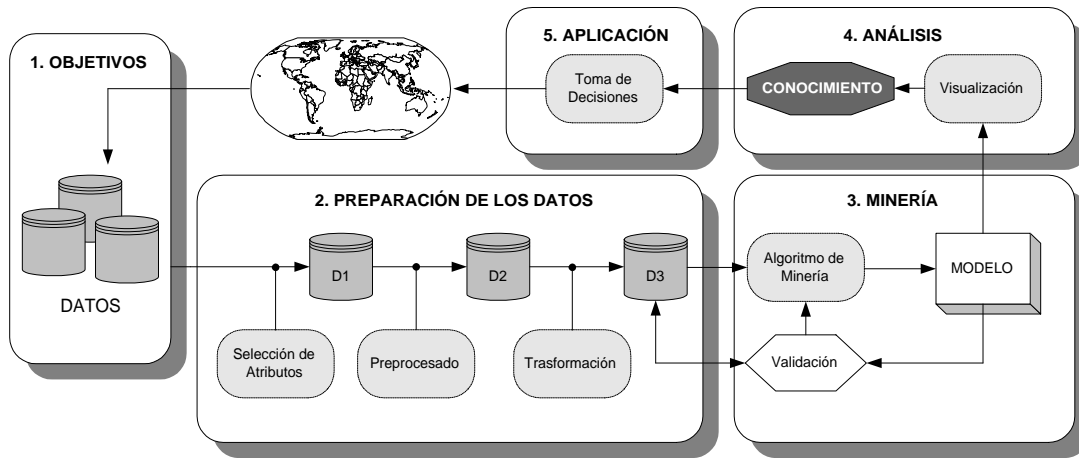 1. OBJETIVOS
DATOS
2. PREPARACIÓN DE LOS DATOS
D1
D2
D3
Selección de
Atributos
Preprocesado
Trasformación
3. MINERÍA
Algoritmo de
Minería
MODELO
Validación
4. ANÁLISIS
CONOCIMIENTO
Visualización
5. APLICACIÓN
Toma de
Decisiones